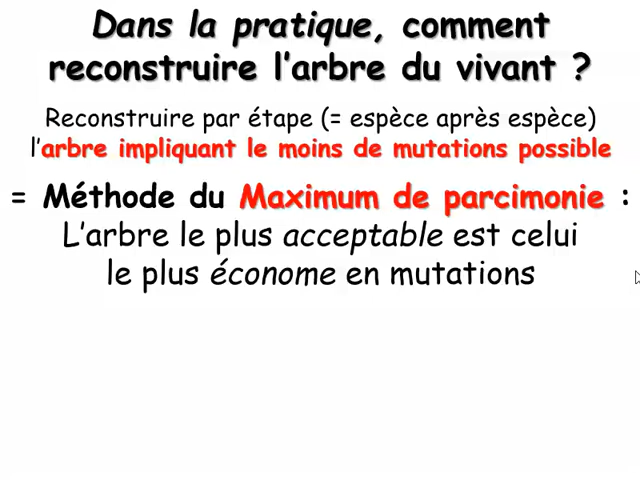 Dans la pratique, comment
reconstruire l'arbre du vivant ?
Reconstruire par étape (= espèce après espèce)
l'arbre impliquant le moins de mutations possible
= Méthode du Maximum de parcimonie :
L'arbre le plus acceptable est celui
le plus économe en mutations